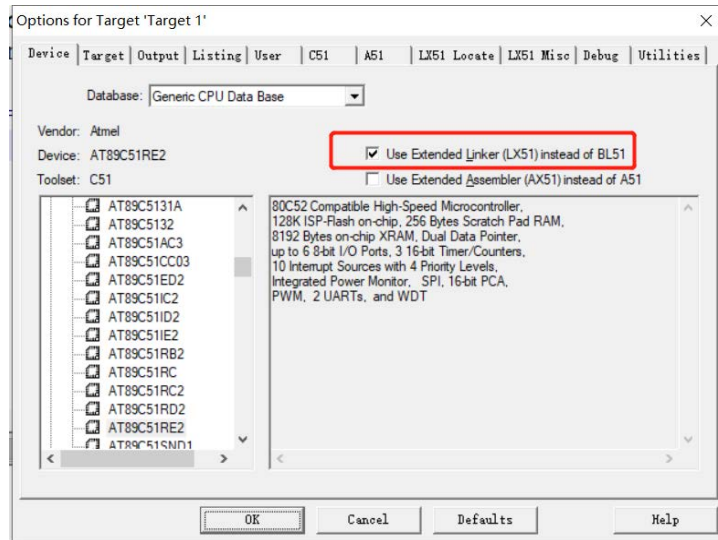 Options for Target 'Target 1'
Device Target Output Listing User C51 A51 LX51 Locate LX51 Misc Debug Utilities
Database: Generic CPU Data Base
Vendor: Atmel
Device: AT89C51RE2
Use Extended Linker (LX51) instead of BL51
Toolset: C51
Use Extended Assembler (AX51) instead of A51
AT89C5131A
AT89C5132
AT89C51AC3
AT89C51CC03
AT89C51ED2
AT89C51IC2
AT89C51ID2
AT89C51IE2
AT89C51RB2
AT89C51RC
AT89C51RC2
AT89C51RD2
AT89C51RE2
AT89C51SND1
80C52 Compatible High-Speed Microcontroller,
128K ISP-Flash on-chip, 256 Bytes Scratch Pad RAM,
8192 Bytes on-chip XRAM, Dual Data Pointer,
up to 6 8-bit I/O Ports, 3 16-bit Timer/Counters,
10 Interrupt Sources with 4 Priority Levels,
Integrated Power Monitor, SPI, 16-bit PCA,
PWM, 2 UARTs, and WDT
OK Cancel Defaults Help